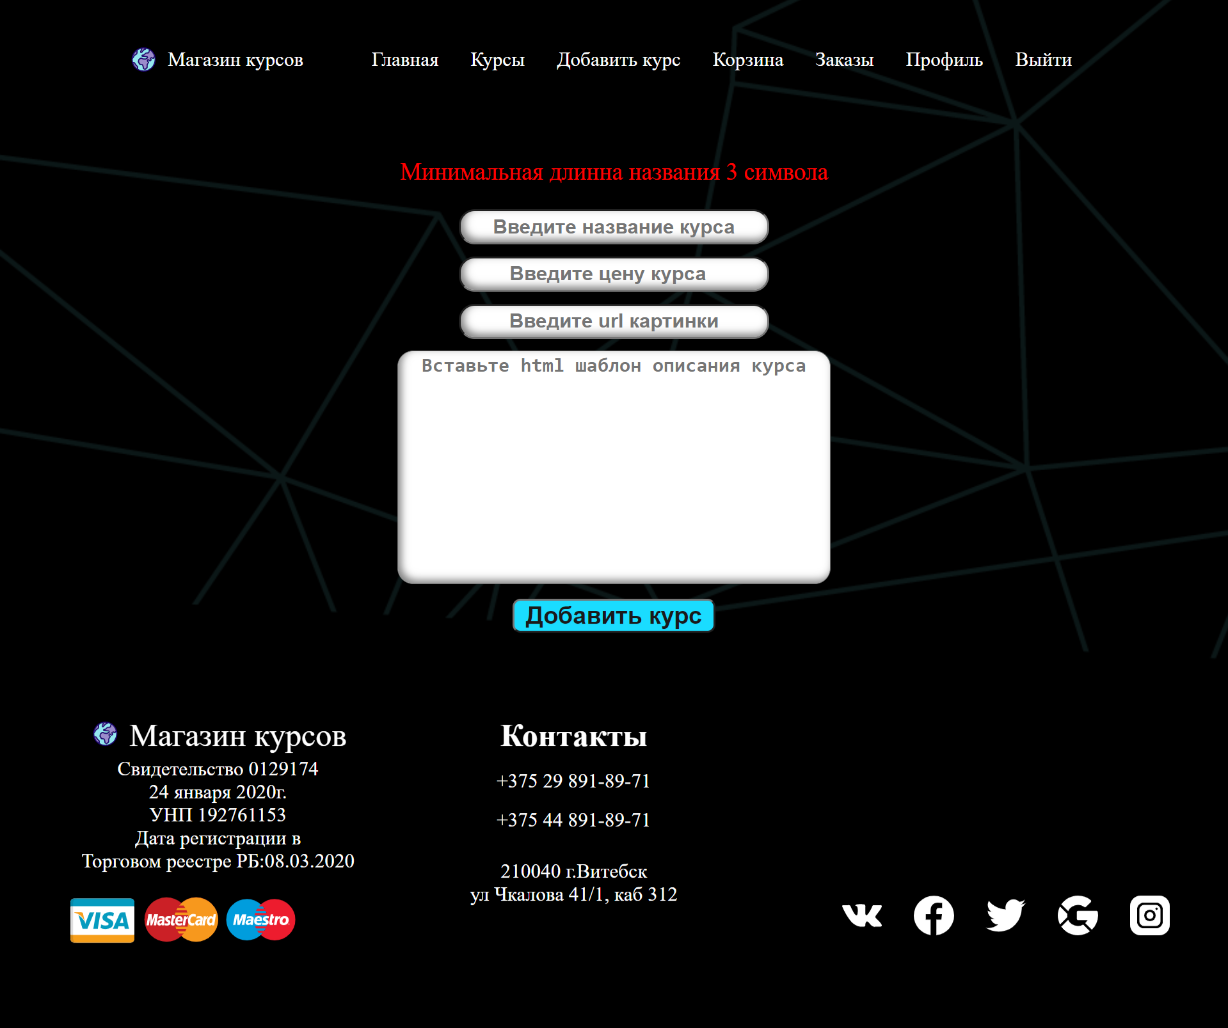 Магазин курсов
Главная
Курсы
Добавить курс
Корзина
Заказы
Профиль
Выйти
Минимальная длинна названия 3 символа
Введите название курса
Введите цену курса
Введите url картинки
Вставьте html шаблон описания курса
Добавить курс
Магазин курсов
Свидетельство 0129174
24 января 2020г.
УНП 192761153
Дата регистрации в
Торговом реестре РБ:08.03.2020
VISA
MasterCard
Maestro
Контакты
+375 29 891-89-71
+375 44 891-89-71
210040 г.Витебск
ул Чкалова 41/1, каб 312